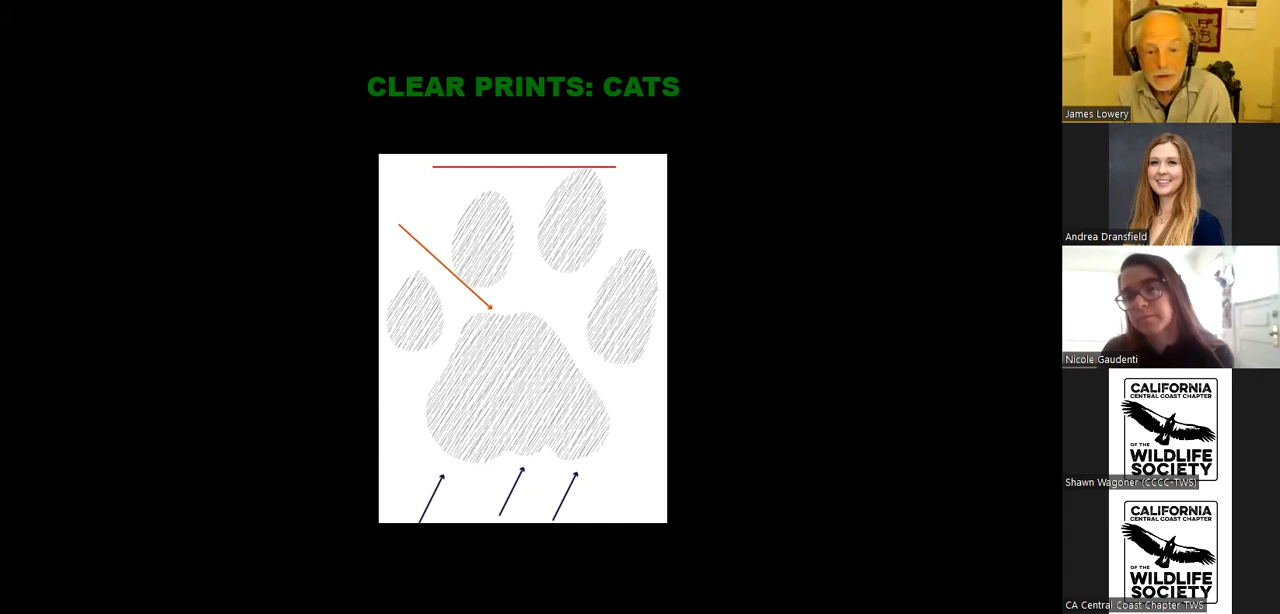 CLEAR PRINTS: CATS
James Lowery
Andrea Dransfield
Nicole Gaudenti
CALIFORNIA
CENTRAL COAST CHAPTER
OF THE
WILDLIFE
SOCIETY
Shawn Wagoner (CCCC-TWS)
CALIFORNIA
CENTRAL COAST CHAPTER
OF THE
WILDLIFE
SOCIETY
CA Central Coast Chapter TWS